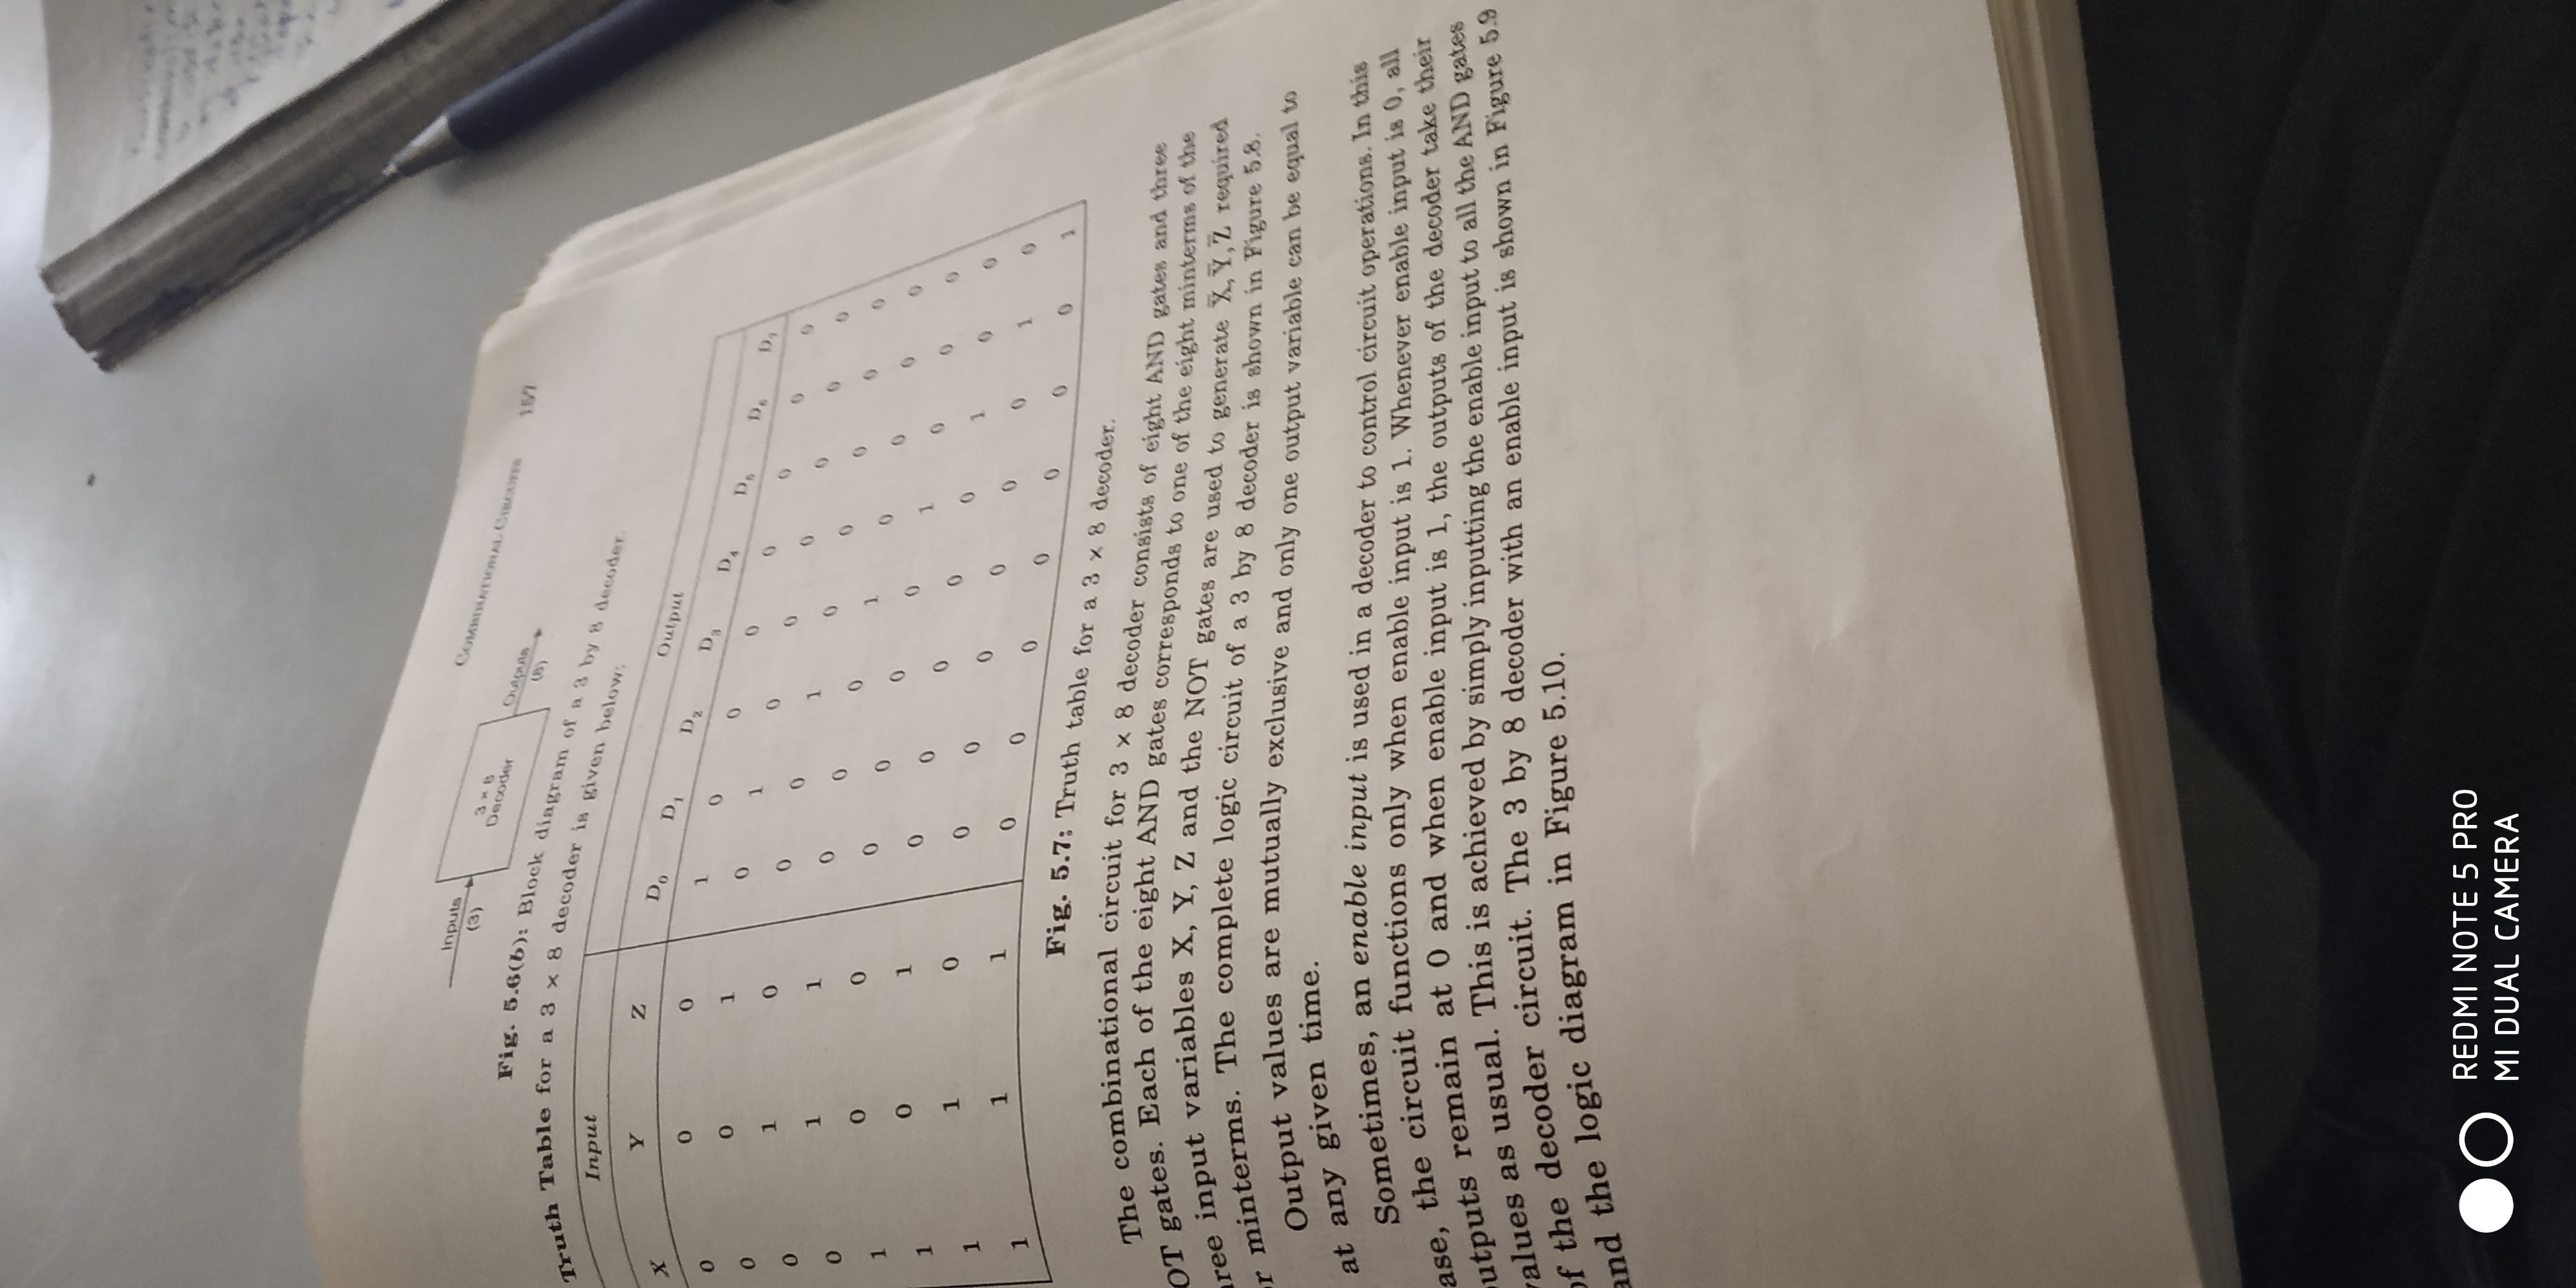 COMBINATIONAL CIRCUITS 157
Inputs
(3)
3 × 8
Decoder
Outputs
(8)
Fig. 5.6(b): Block diagram of a 3 by 8 decoder.
Truth Table for a 3 × 8 decoder is given below:
Input Output
X Y Z D0 D1 D2 D3 D4 D5 D6 D7
0 0 0 1 0 0 0 0 0 0 0
0 0 1 0 1 0 0 0 0 0 0
0 1 0 0 0 1 0 0 0 0 0
0 1 1 0 0 0 1 0 0 0 0
1 0 0 0 0 0 0 1 0 0 0
1 0 1 0 0 0 0 0 1 0 0
1 1 0 0 0 0 0 0 0 1 0
1 1 1 0 0 0 0 0 0 0 1
Fig. 5.7: Truth table for a 3 × 8 decoder.
The combinational circuit for 3 × 8 decoder consists of eight AND gates and three
OT gates. Each of the eight AND gates corresponds to one of the eight minterms of the
ree input variables X, Y, Z and the NOT gates are used to generate X̅, Y̅, Z̅ required
r minterms. The complete logic circuit of a 3 by 8 decoder is shown in Figure 5.8.
Output values are mutually exclusive and only one output variable can be equal to
at any given time.
Sometimes, an enable input is used in a decoder to control circuit operations. In this
ase, the circuit functions only when enable input is 1. Whenever enable input is 0, all
utputs remain at 0 and when enable input is 1, the outputs of the decoder take their
values as usual. This is achieved by simply inputting the enable input to all the AND gates
of the decoder circuit. The 3 by 8 decoder with an enable input is shown in Figure 5.9
and the logic diagram in Figure 5.10.
REDMI NOTE 5 PRO
MI DUAL CAMERA